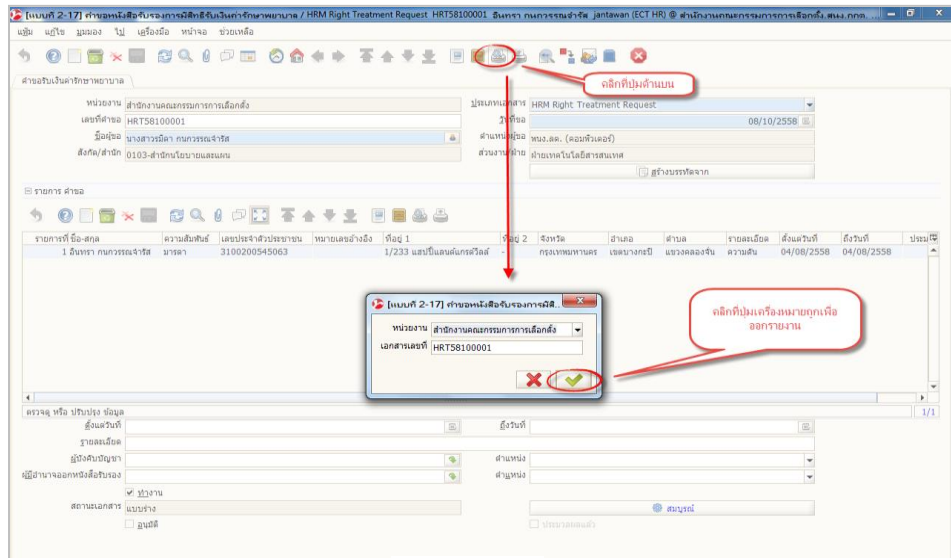 [แบบที่ 2-17] คำขอหนังสือรับรองการมีสิทธิรับเงินค่ารักษาพยาบาล / HRM Right Treatment Request HRT58100001 อินทรา กนกวรรณจำรัส jantawan (ECT HR) @ สำนักงานคณะกรรมการการเลือกตั้ง.สนง.กกต.
แฟ้ม แก้ไข มุมมอง ไป เครื่องมือ หน้าจอ ช่วยเหลือ
คำขอรับเงินค่ารักษาพยาบาล
คลิกที่ปุ่มด้านบน
หน่วยงาน สำนักงานคณะกรรมการการเลือกตั้ง ประเภทเอกสาร HRM Right Treatment Request
เลขที่คำขอ HRT58100001 วันที่ขอ 08/10/2558
ชื่อผู้ขอ นางสาวรมิดา กนกวรรณจำรัส ตำแหน่งผู้ขอ พนง.ลต. (คอมพิวเตอร์)
สังกัด/สำนัก 0103-สำนักนโยบายและแผน ส่วนงาน/ฝ่าย ฝ่ายเทคโนโลยีสารสนเทศ
สร้างบรรทัดจาก
รายการ คำขอ
รายการที่ ชื่อ-สกุล ความสัมพันธ์ เลขประจำตัวประชาชน หมายเลขอ้างอิง ที่อยู่ 1 ที่อยู่ 2 จังหวัด อำเภอ ตำบล รายละเอียด ตั้งแต่วันที่ ถึงวันที่
1 อินทรา กนกวรรณจำรัส มารดา 3100200545063 1/233 แฮปปี้แลนด์แกรดวิลล์ - กรุงเทพมหานคร เขตบางกะปิ แขวงคลองจั่น ความดัน 04/08/2558 04/08/2558
[แบบที่ 2-17] คำขอหนังสือรับรองการมีสิ..
หน่วยงาน สำนักงานคณะกรรมการการเลือกตั้ง
เอกสารเลขที่ HRT58100001
คลิกที่ปุ่มเครื่องหมายถูกเพื่อ
ออกรายงาน
ตรวจดู หรือ ปรับปรุง ข้อมูล 1/1
ตั้งแต่วันที่ ถึงวันที่
รายละเอียด
ผู้บังคับบัญชา ตำแหน่ง
ผู้มีอำนาจออกหนังสือรับรอง ตำแหน่ง
ทำงาน
สถานะเอกสาร แบบร่าง สมบูรณ์
อนุมัติ ประมวลผลแล้ว